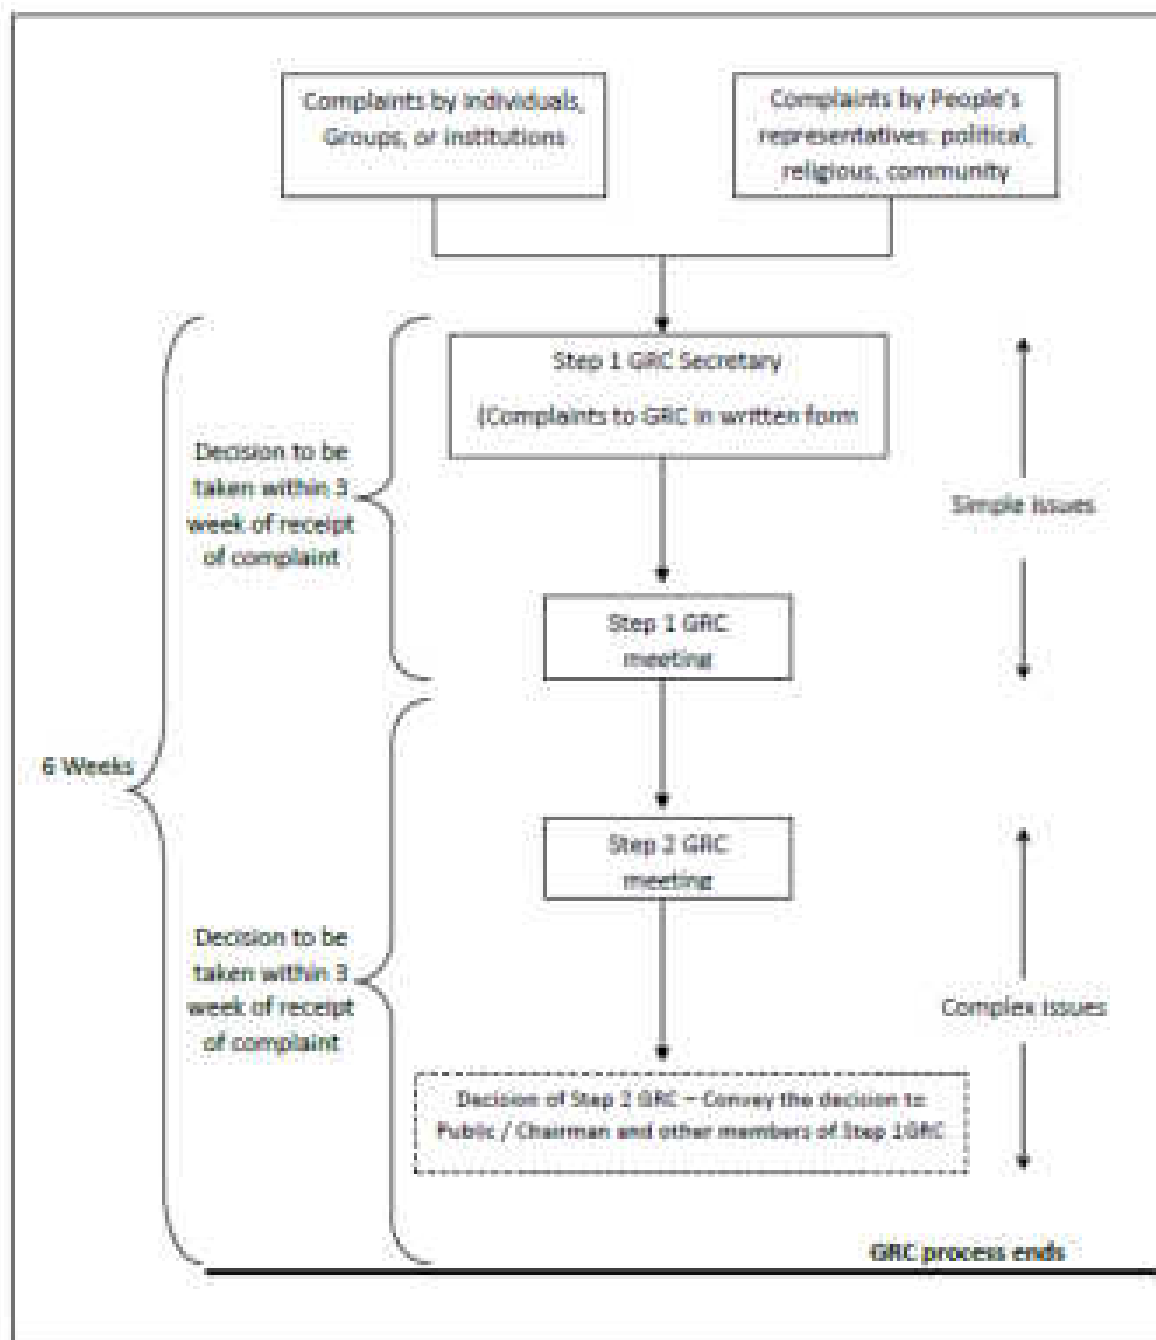 Complaints by Individuals,
Groups, or institutions
Complaints by People's
representatives: political,
religious, community
Step 1 GRC Secretary
(Complaints to GRC in written form
Decision to be
taken within 3
week of receipt
of complaint
Simple issues
Step 1 GRC
meeting
6 Weeks
Step 2 GRC
meeting
Decision to be
taken within 3
week of receipt
of complaint
Complex issues
Decision of Step 2 GRC – Convey the decision to
Public / Chairman and other members of Step 1GRC
GRC process ends